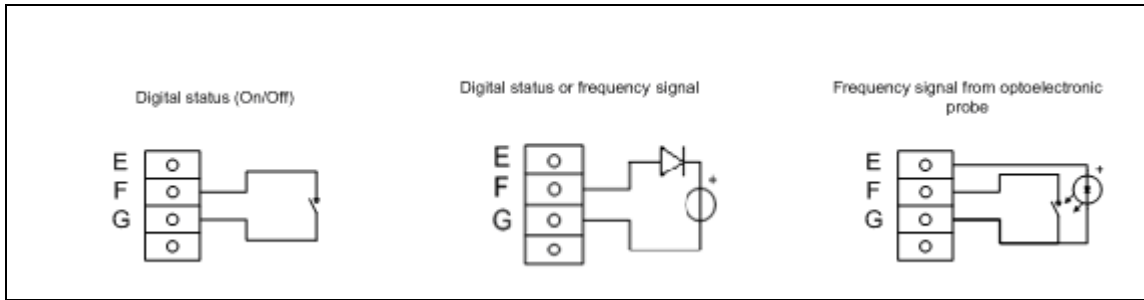 Digital status (On/Off)
E
F
G
Digital status or frequency signal
E
F
G
+
Frequency signal from optoelectronic
probe
E
F
G
+